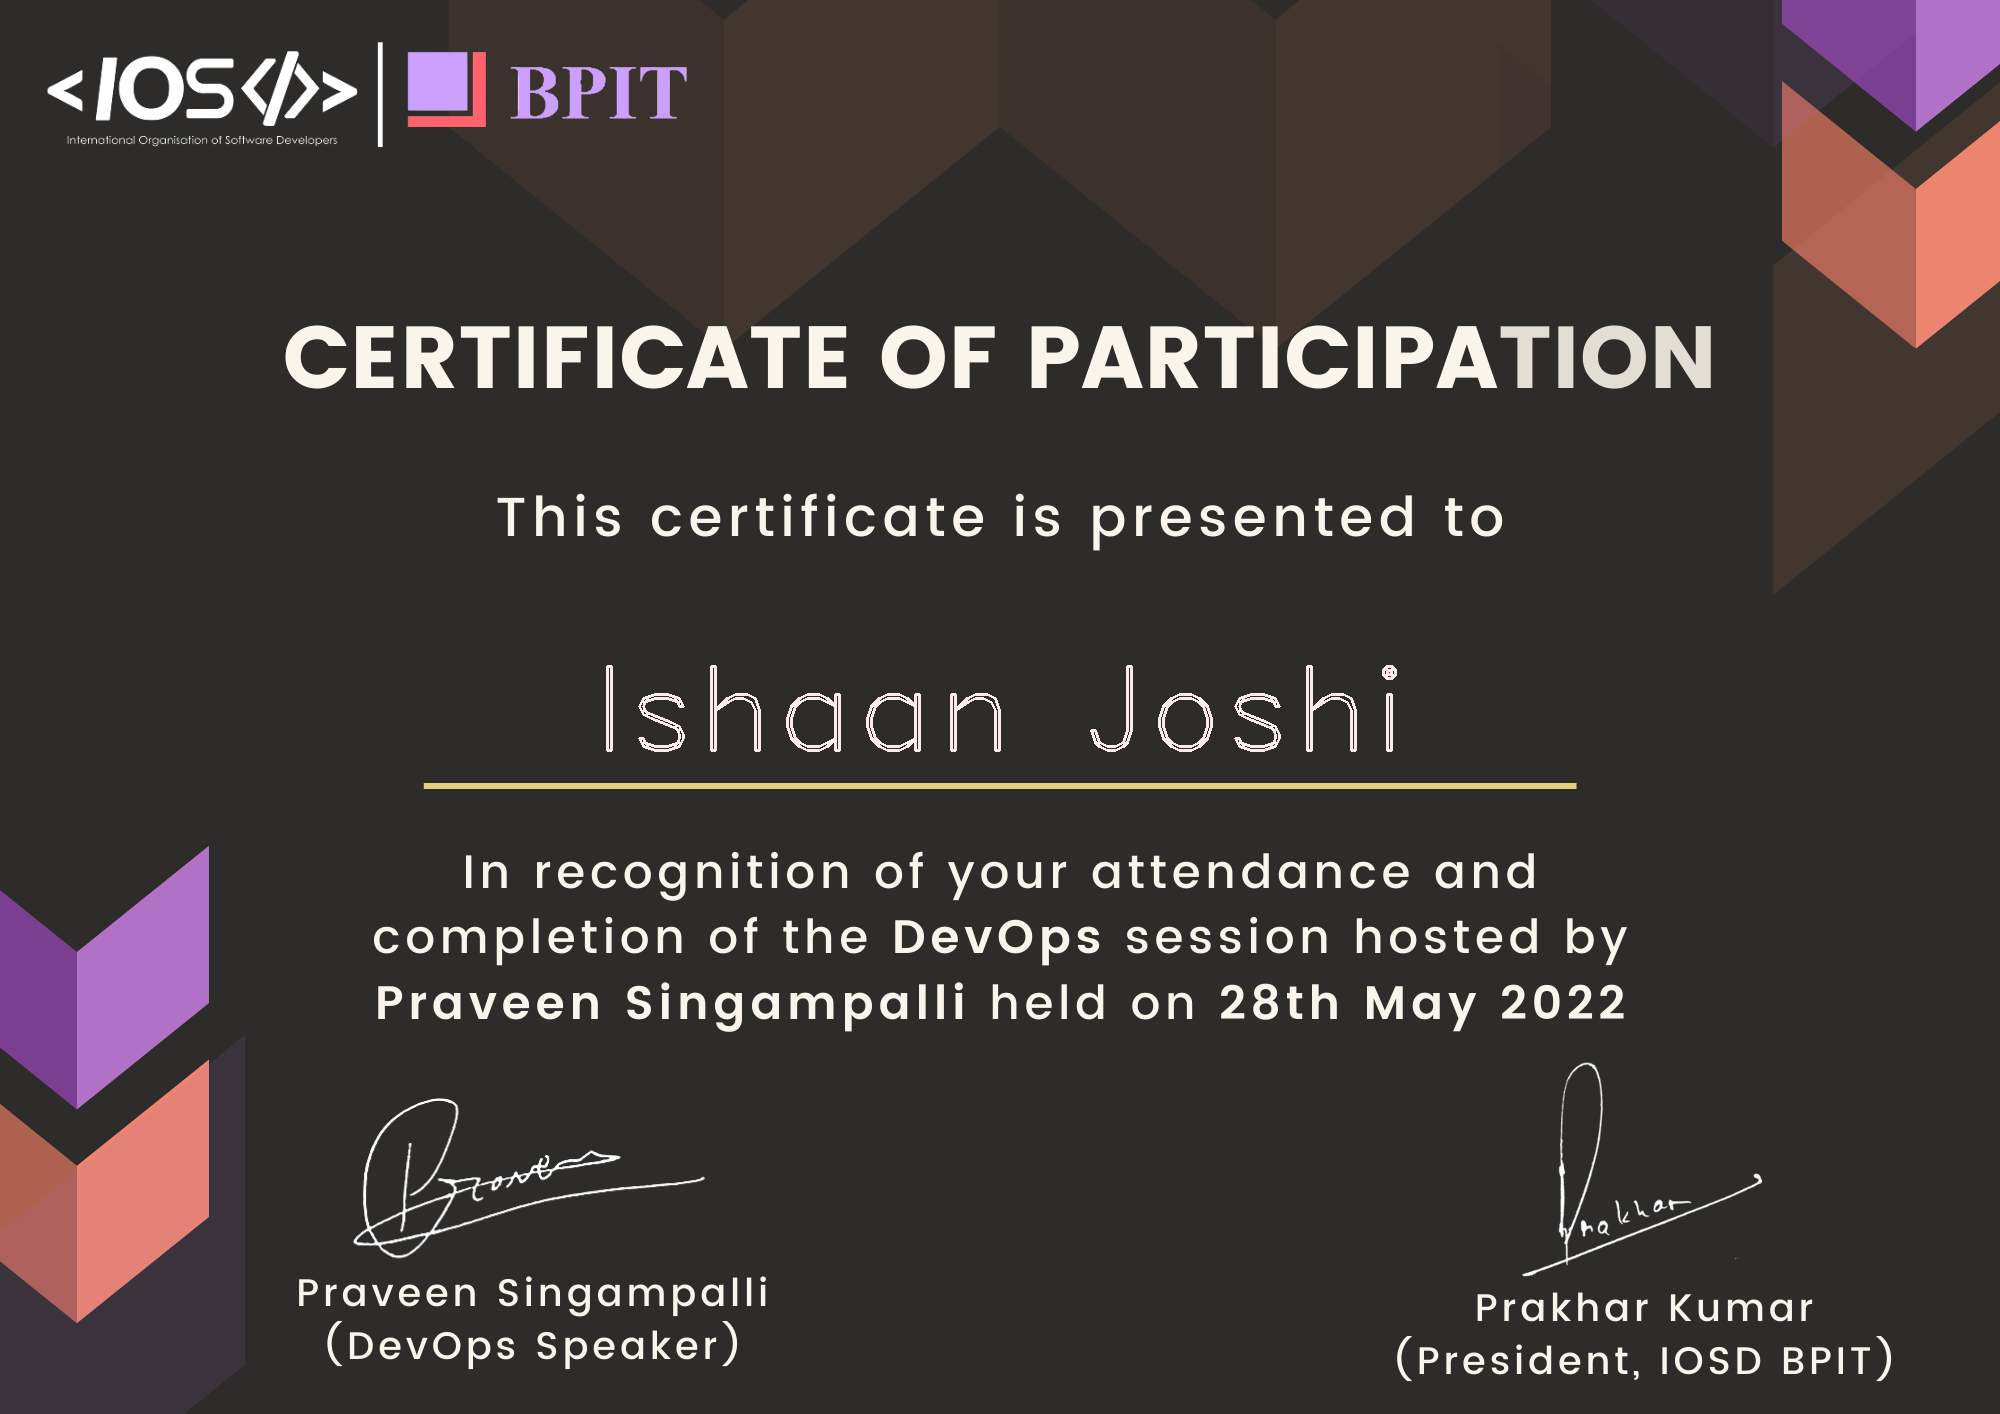 <IOS</>>
International Organisation of Software Developers
BPIT
CERTIFICATE OF PARTICIPATION
This certificate is presented to
Ishaan Joshi
In recognition of your attendance and
completion of the DevOps session hosted by
Praveen Singampalli held on 28th May 2022
Praveen
Prakhar
Praveen Singampalli
(DevOps Speaker)
Prakhar Kumar
(President, IOSD BPIT)